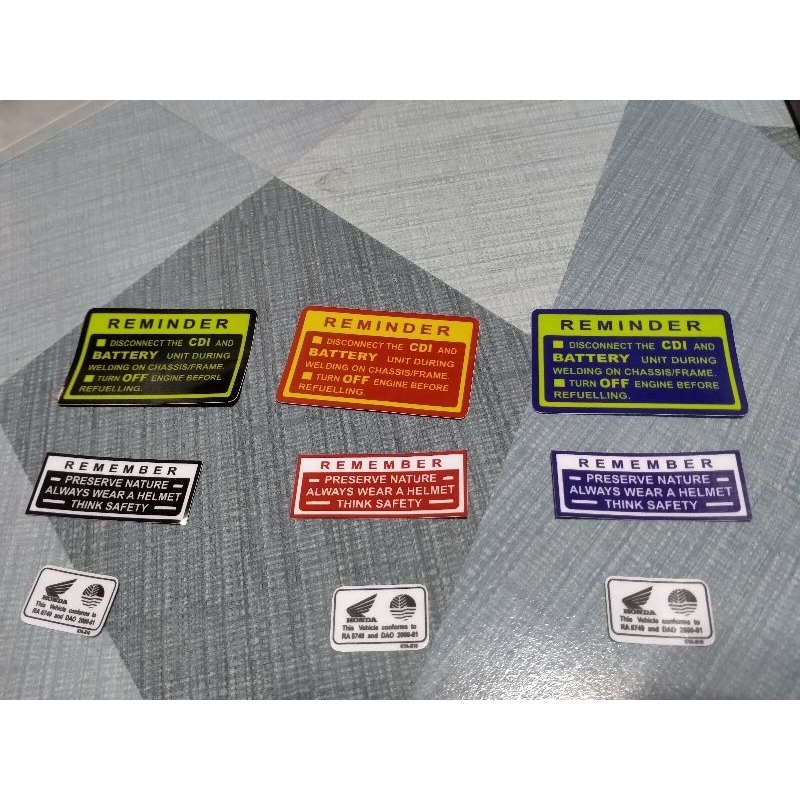 REMINDER
■ DISCONNECT THE CDI AND
BATTERY UNIT DURING
WELDING ON CHASSIS/FRAME.
■ TURN OFF ENGINE BEFORE
REFUELLING.
REMINDER
■ DISCONNECT THE CDI AND
BATTERY UNIT DURING
WELDING ON CHASSIS/FRAME.
■ TURN OFF ENGINE BEFORE
REFUELLING.
REMINDER
■ DISCONNECT THE CDI AND
BATTERY UNIT DURING
WELDING ON CHASSIS/FRAME.
■ TURN OFF ENGINE BEFORE
REFUELLING.
REMEMBER
PRESERVE NATURE
ALWAYS WEAR A HELMET
THINK SAFETY
REMEMBER
PRESERVE NATURE
ALWAYS WEAR A HELMET
THINK SAFETY
REMEMBER
PRESERVE NATURE
ALWAYS WEAR A HELMET
THINK SAFETY
HONDA
This Vehicle conforms to
RA 8749 and DAO 2000-81
HONDA
This Vehicle conforms to
RA 8749 and DAO 2000-81
HONDA
This Vehicle conforms to
RA 8749 and DAO 2000-81